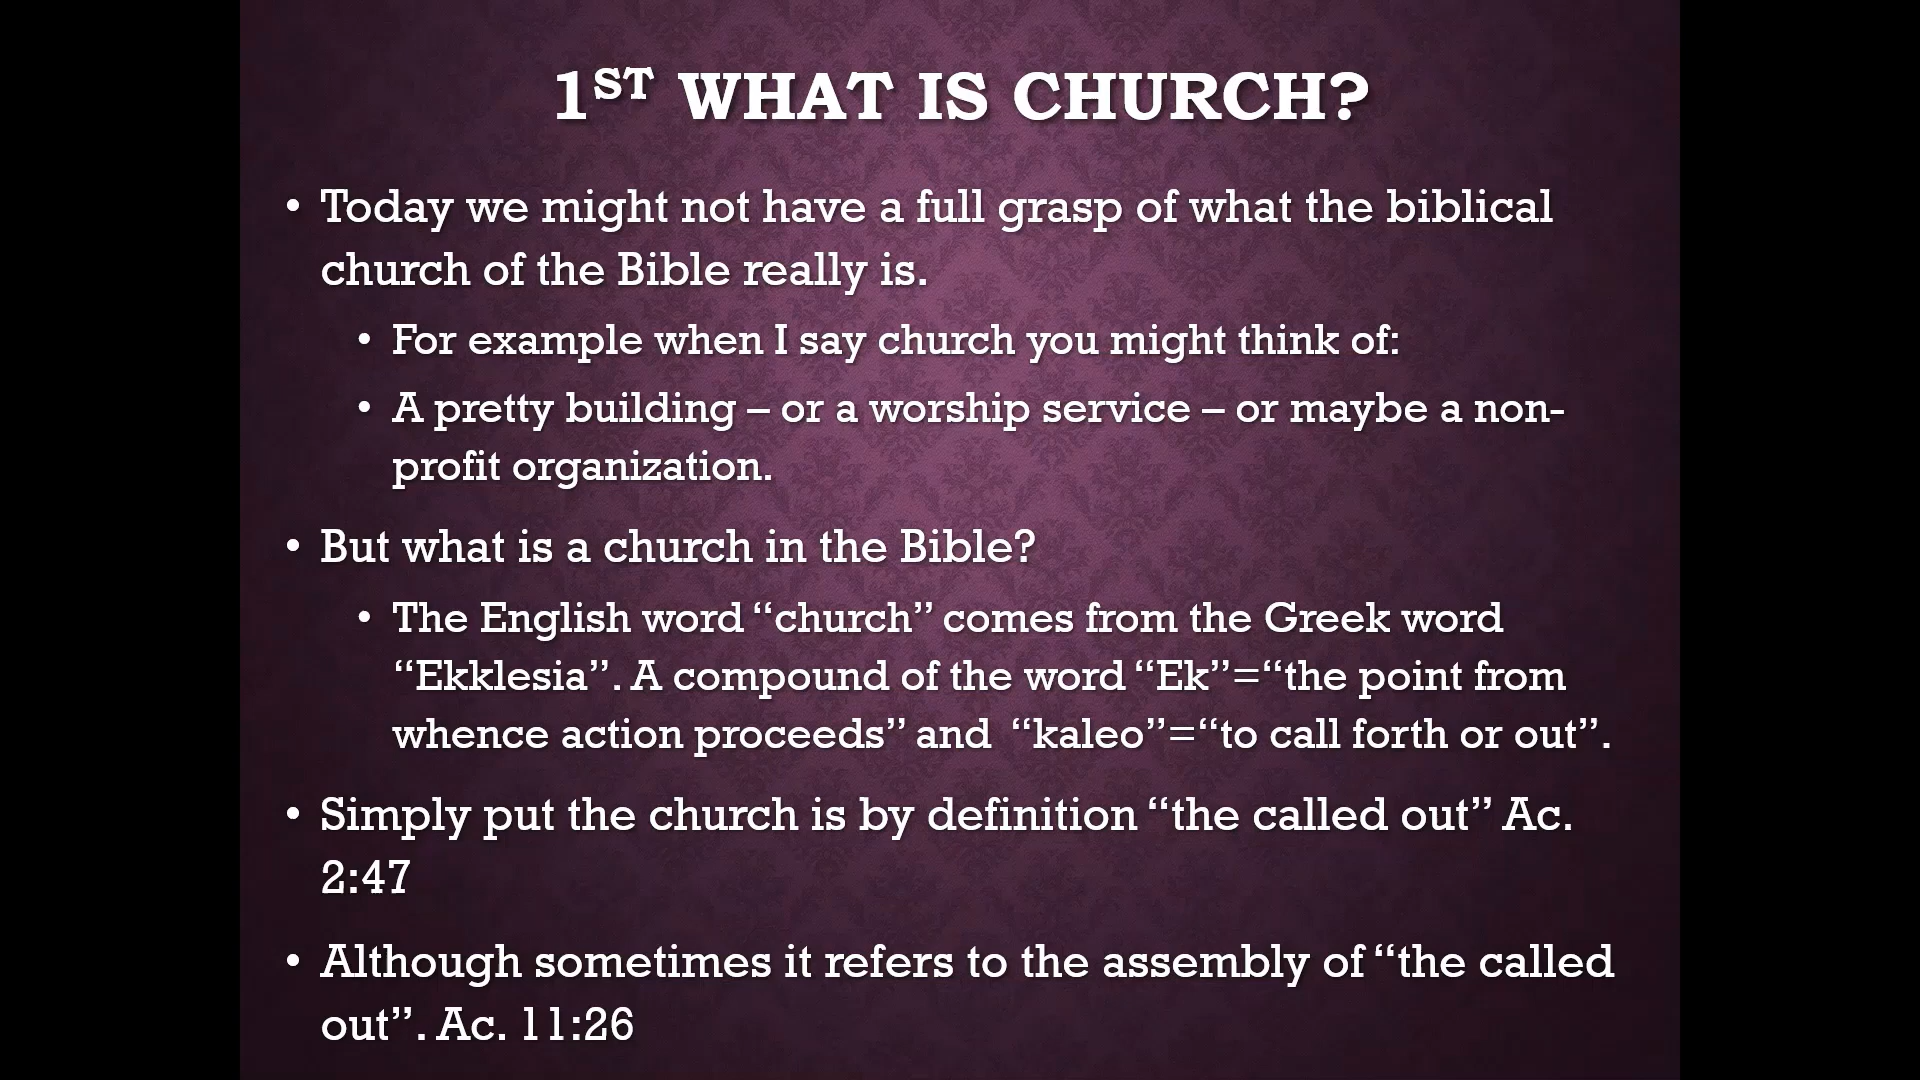 1ST WHAT IS CHURCH?
• Today we might not have a full grasp of what the biblical
church of the Bible really is.
• For example when I say church you might think of:
• A pretty building – or a worship service – or maybe a non-
profit organization.
• But what is a church in the Bible?
• The English word “church” comes from the Greek word
“Ekklesia”. A compound of the word “Ek”=“the point from
whence action proceeds” and “kaleo”=“to call forth or out”.
• Simply put the church is by definition “the called out” Ac.
2:47
• Although sometimes it refers to the assembly of “the called
out”. Ac. 11:26